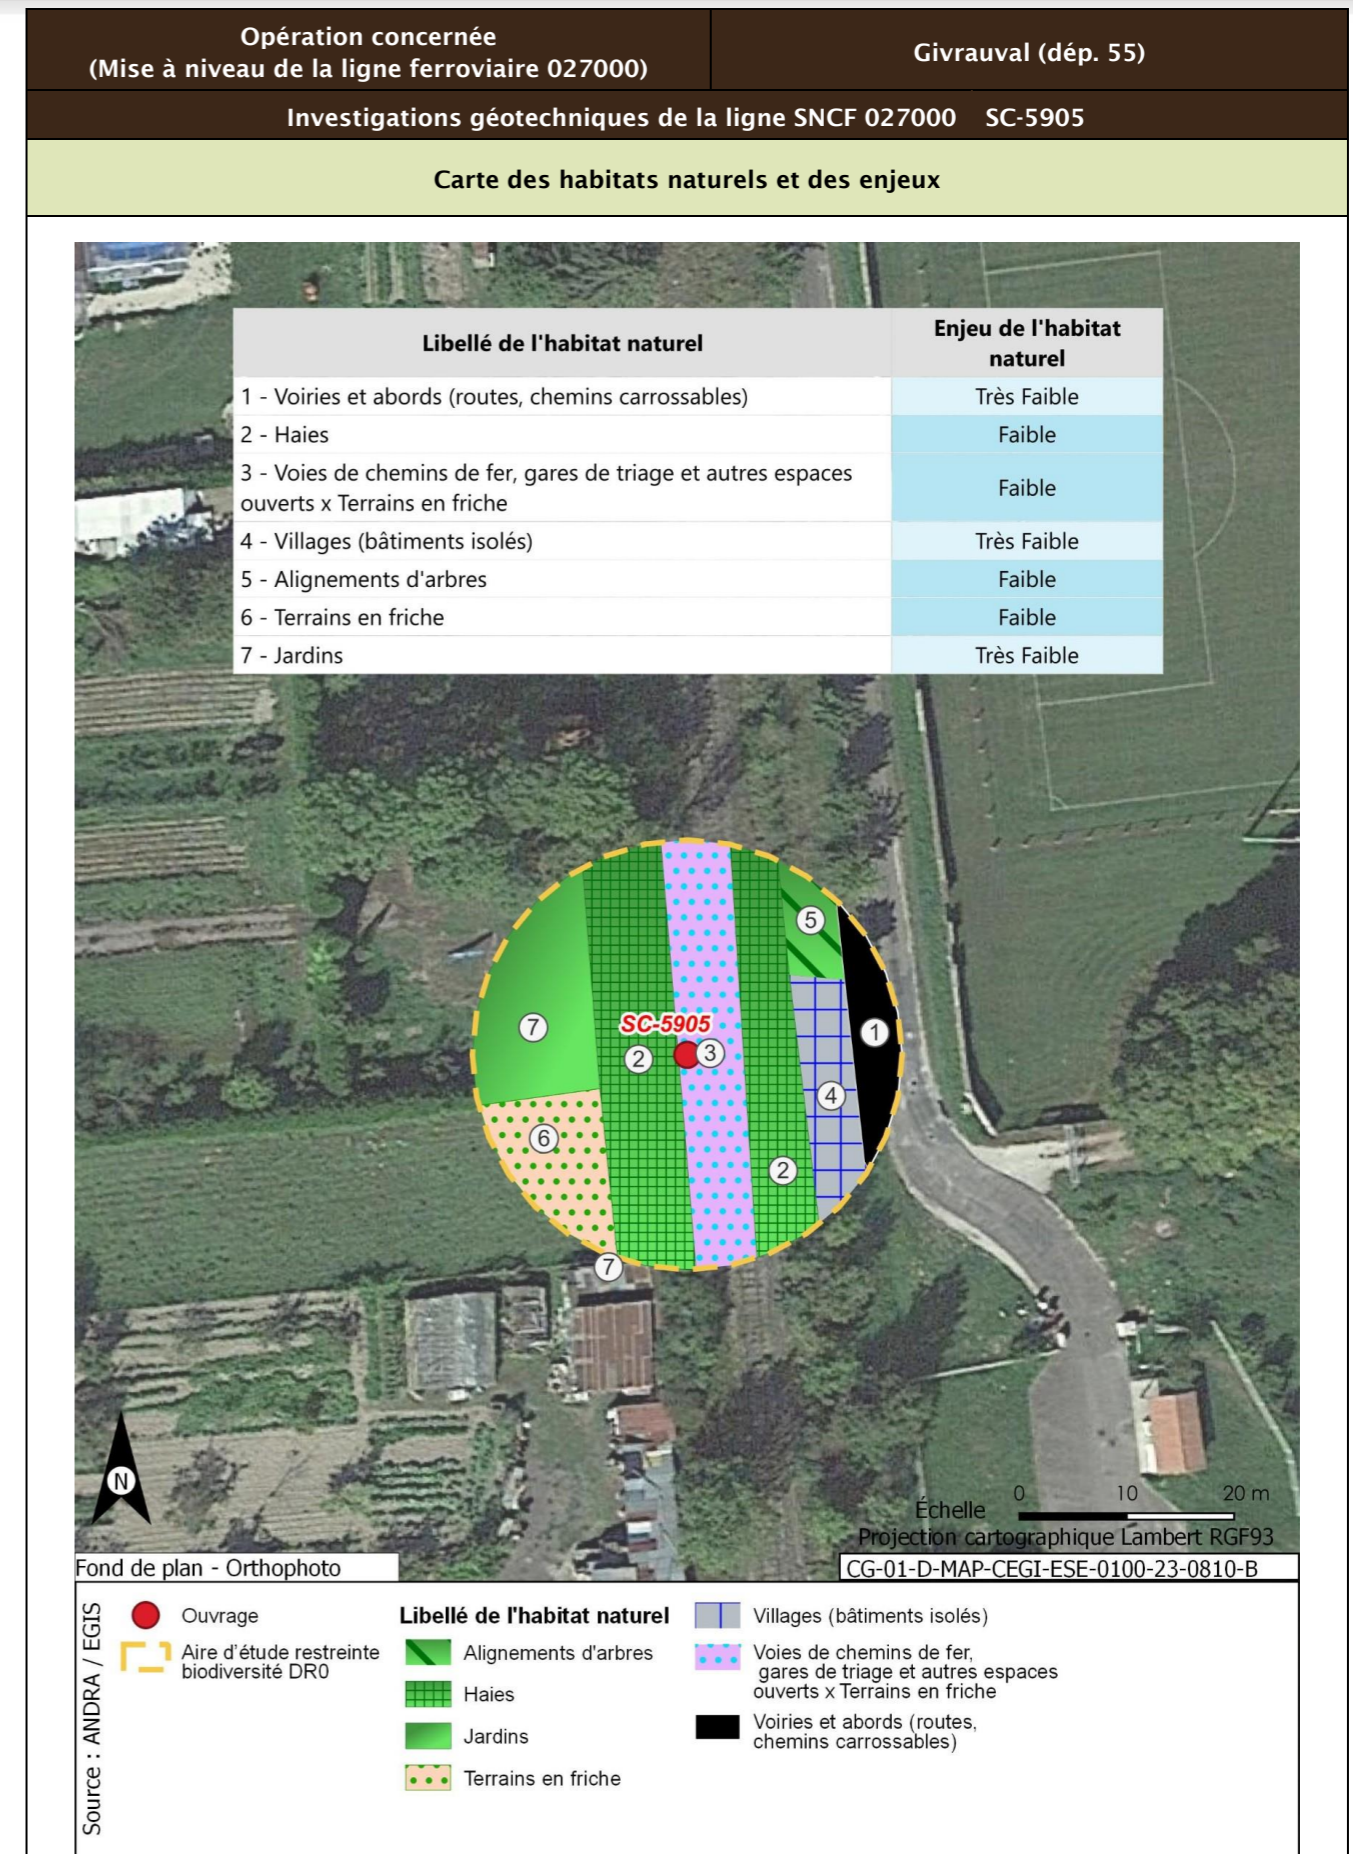 Opération concernée
(Mise à niveau de la ligne ferroviaire 027000)
Givrauval (dép. 55)
Investigations géotechniques de la ligne SNCF 027000 SC-5905
Carte des habitats naturels et des enjeux
Libellé de l'habitat naturel
Enjeu de l'habitat
naturel
1 - Voiries et abords (routes, chemins carrossables)
Très Faible
2 - Haies
Faible
3 - Voies de chemins de fer, gares de triage et autres espaces
ouverts x Terrains en friche
Faible
4 - Villages (bâtiments isolés)
Très Faible
5 - Alignements d'arbres
Faible
6 - Terrains en friche
Faible
7 - Jardins
Très Faible
5
7
SC-5905
2
3
1
4
6
2
7
N
Échelle
0 10 20 m
Projection cartographique Lambert RGF93
Fond de plan - Orthophoto
CG-01-D-MAP-CEGI-ESE-0100-23-0810-B
Source : ANDRA / EGIS
Ouvrage
Aire d'étude restreinte
biodiversité DR0
Libellé de l'habitat naturel
Alignements d'arbres
Haies
Jardins
Terrains en friche
Villages (bâtiments isolés)
Voies de chemins de fer,
gares de triage et autres espaces
ouverts x Terrains en friche
Voiries et abords (routes,
chemins carrossables)